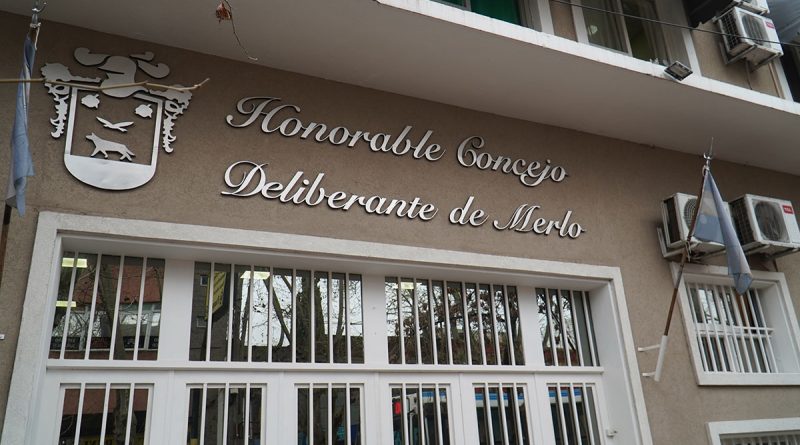 Honorable Concejo
Deliberante de Merlo